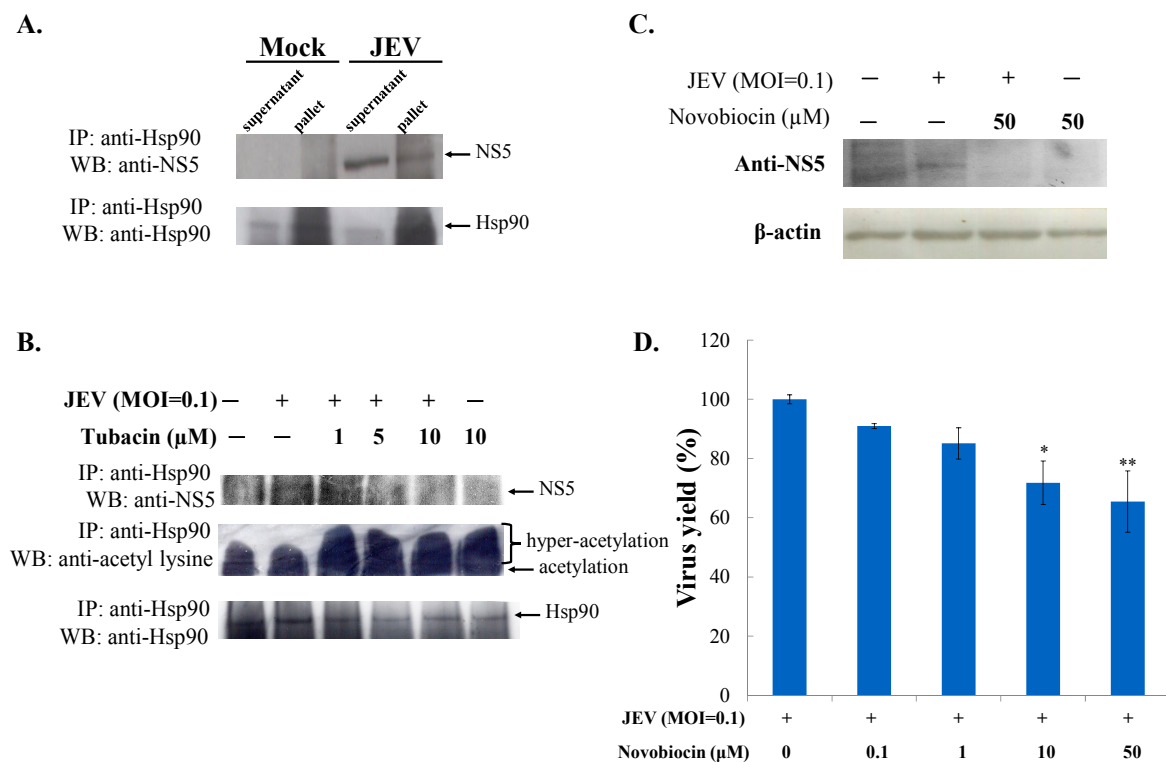 A.
Mock JEV
supernatant pallet supernatant pallet
IP: anti-Hsp90
WB: anti-NS5
NS5
IP: anti-Hsp90
WB: anti-Hsp90
Hsp90
B.
JEV (MOI=0.1) – + + + + –
Tubacin (μM) – – 1 5 10 10
IP: anti-Hsp90
WB: anti-NS5
NS5
IP: anti-Hsp90
WB: anti-acetyl lysine
hyper-acetylation
acetylation
IP: anti-Hsp90
WB: anti-Hsp90
Hsp90
C.
JEV (MOI=0.1) – + + –
Novobiocin (μM) – – 50 50
Anti-NS5
β-actin
D.
Virus yield (%)
120
100
80
60
40
20
0
* **
JEV (MOI=0.1) + + + + +
Novobiocin (μM) 0 0.1 1 10 50